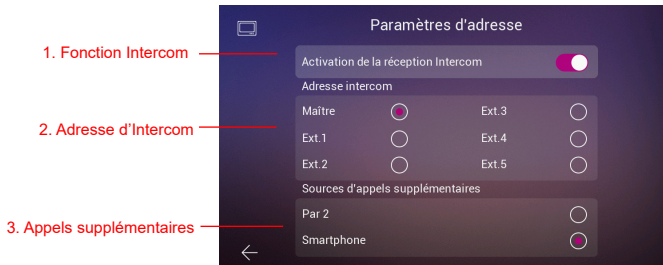 Paramètres d'adresse
1. Fonction Intercom
Activation de la réception Intercom
Adresse intercom
2. Adresse d'Intercom
Maître
Ext.3
Ext.1
Ext.4
Ext.2
Ext.5
Sources d'appels supplémentaires
3. Appels supplémentaires
Par 2
Smartphone